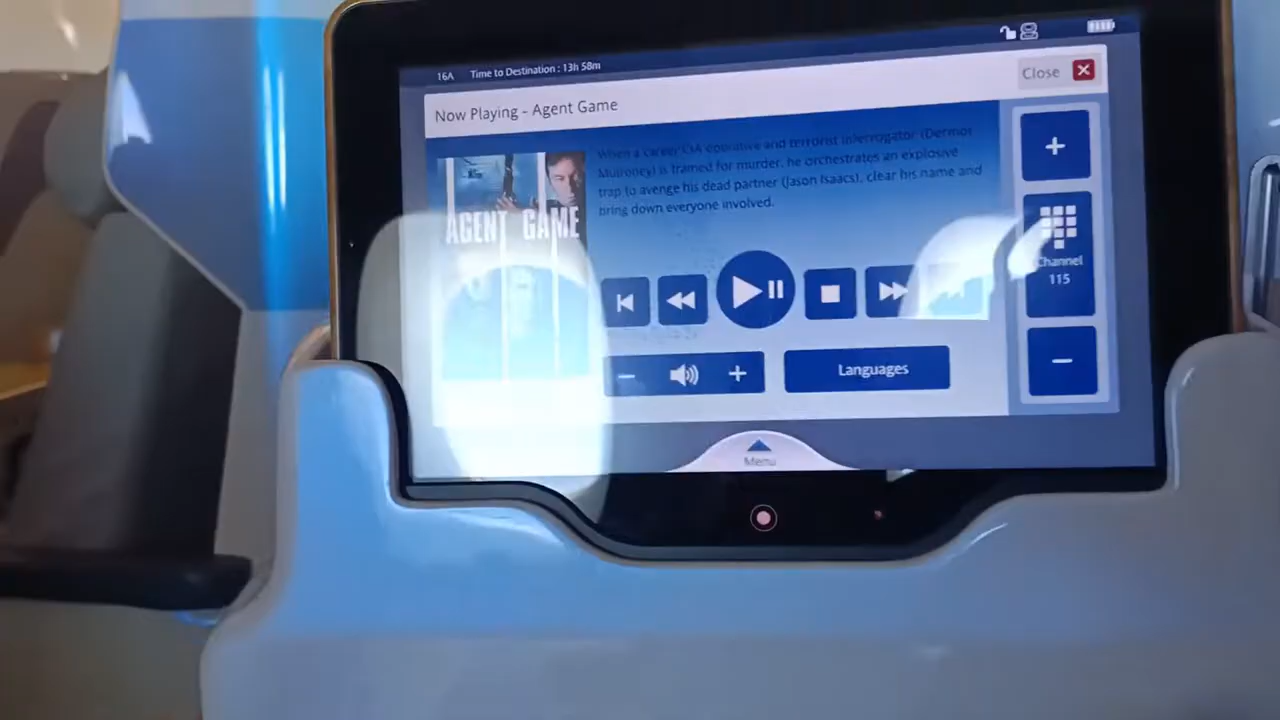 16A Time to Destination : 13h 58m
Close
Now Playing - Agent Game
When a career CIA operative and terrorist interrogator (Dermot
Mulroney) is framed for murder, he orchestrates an explosive
trap to avenge his dead partner (Jason Isaacs), clear his name and
bring down everyone involved.
AGENT GAME
+
Channel
115
−
− +
Languages
Menu